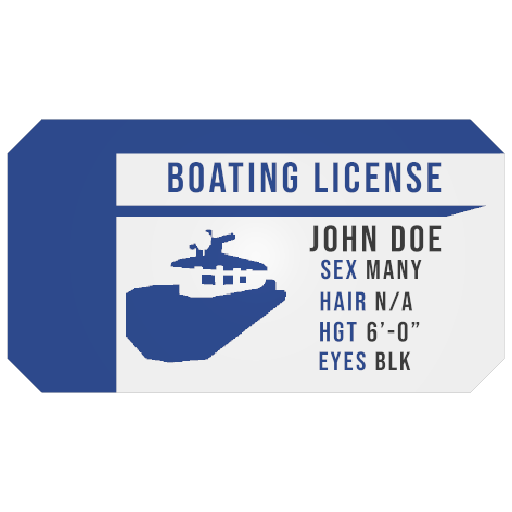 BOATING LICENSE
JOHN DOE
SEX MANY
HAIR N/A
HGT 6'-0”
EYES BLK